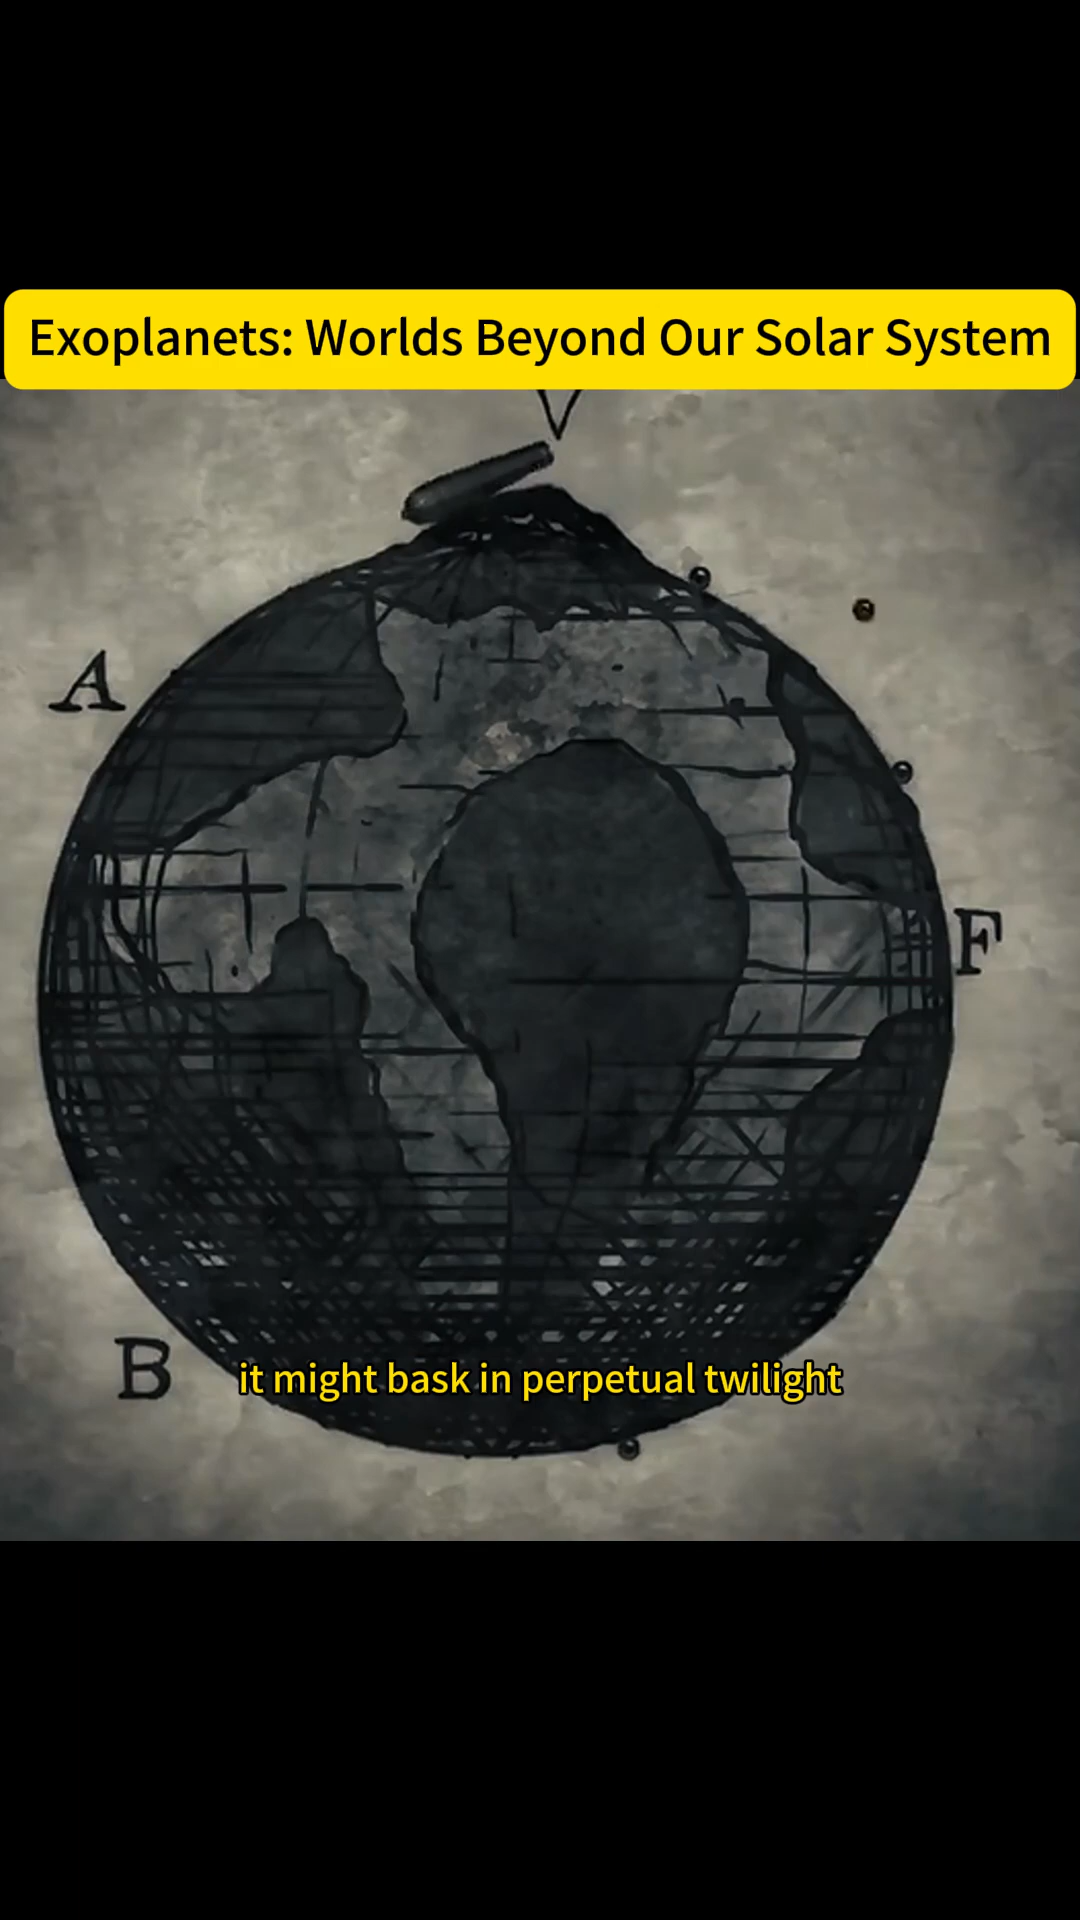 Exoplanets: Worlds Beyond Our Solar System
V
A
F
B
it might bask in perpetual twilight